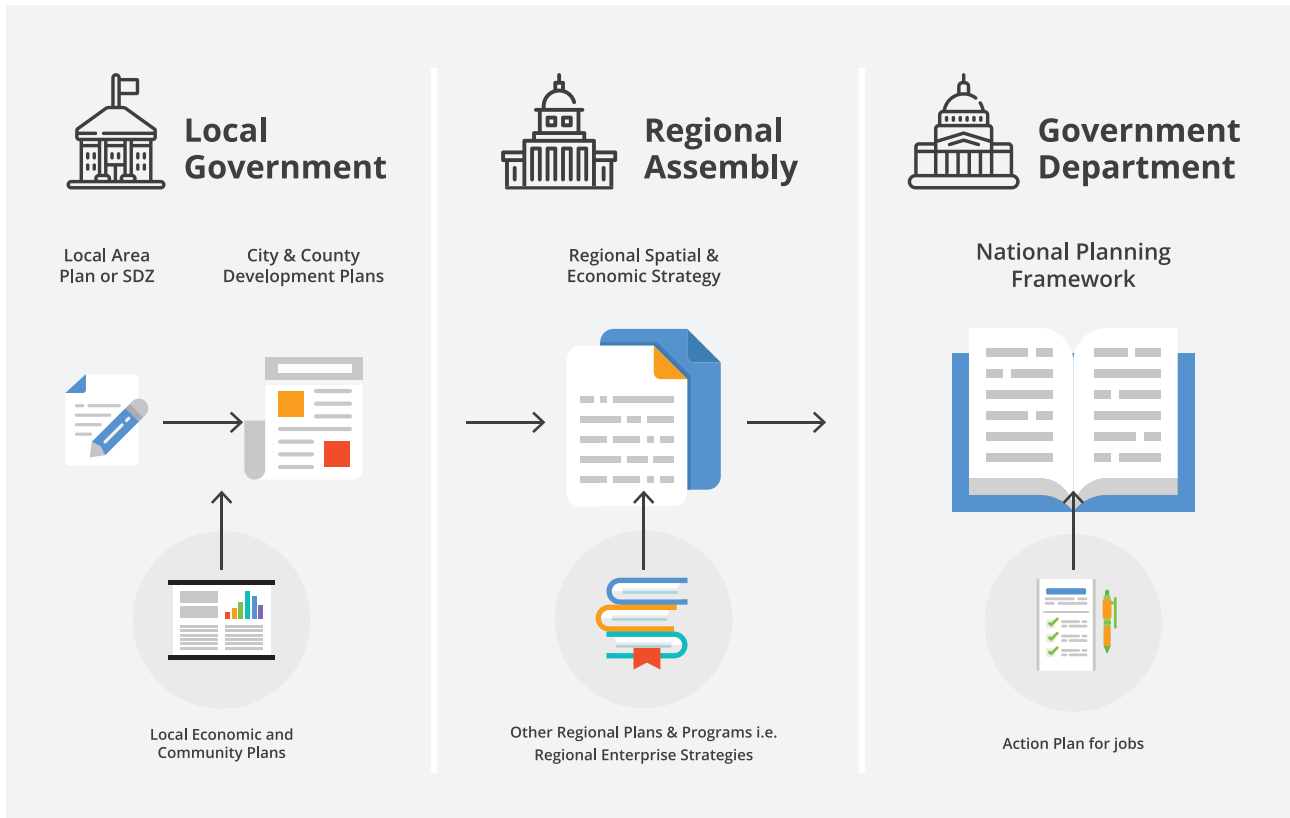 Local
Government
Regional
Assembly
Government
Department
Local Area
Plan or SDZ
City & County
Development Plans
Regional Spatial &
Economic Strategy
National Planning
Framework
Local Economic and
Community Plans
Other Regional Plans & Programs i.e.
Regional Enterprise Strategies
Action Plan for jobs